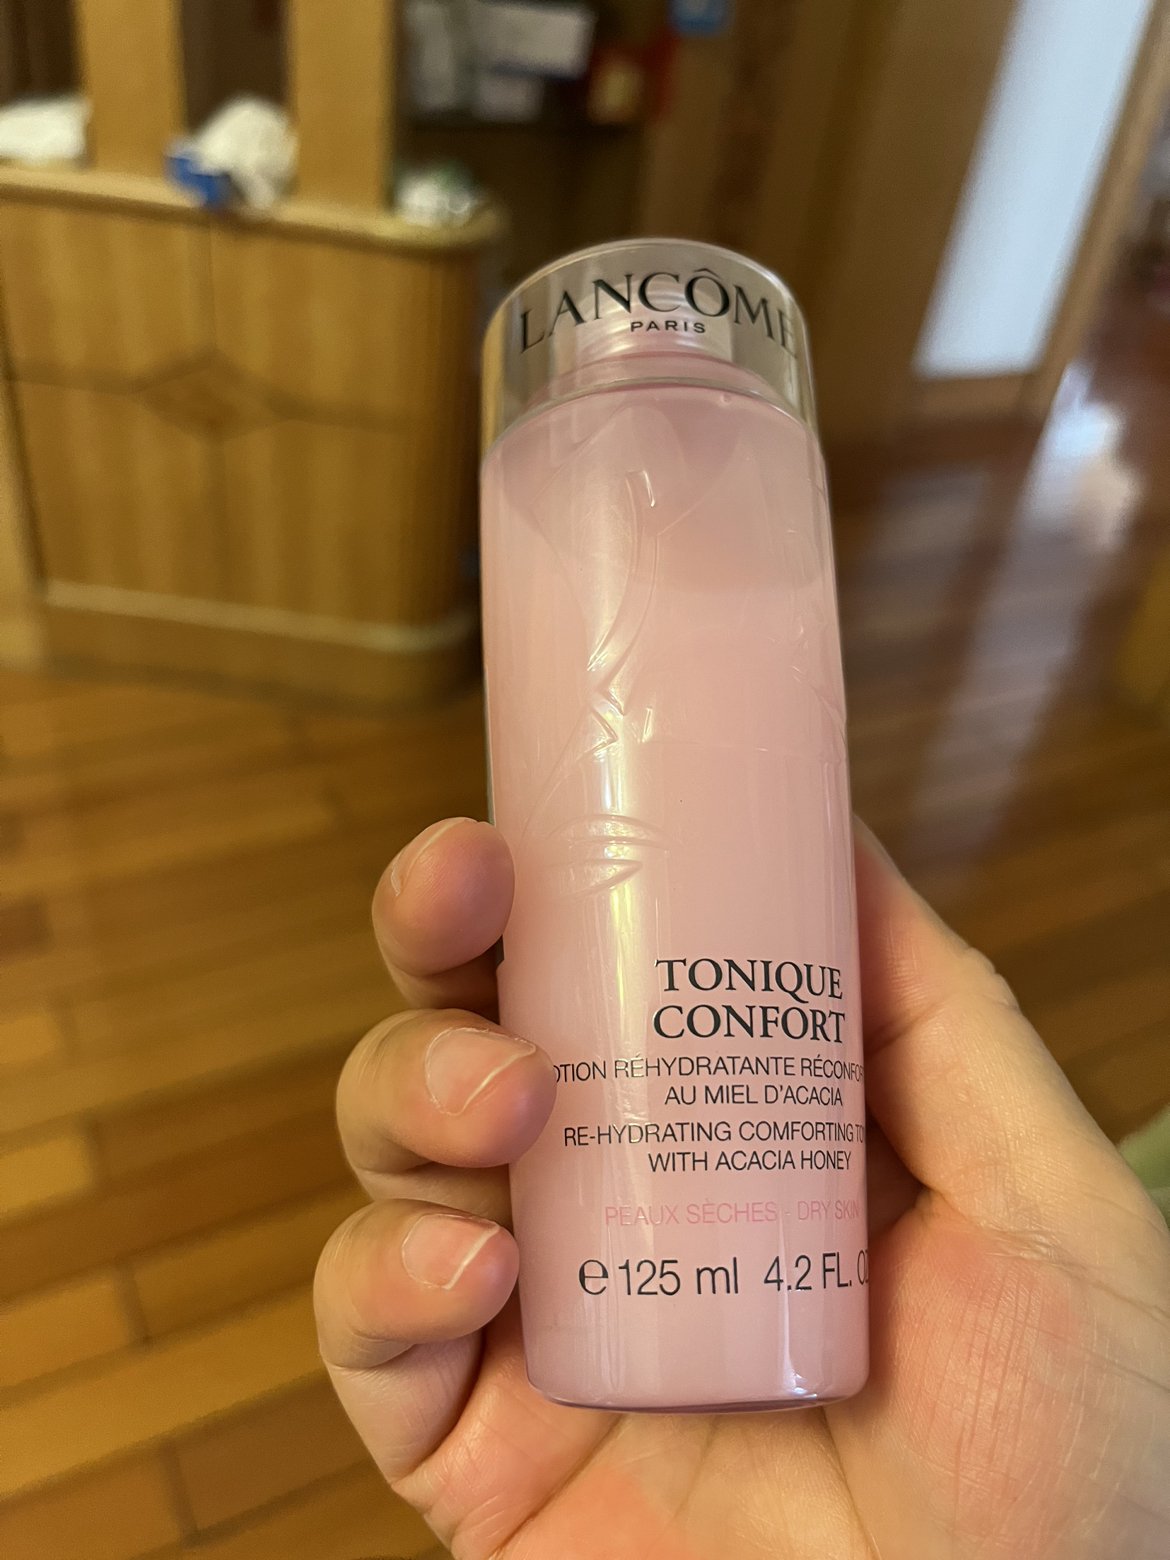 LANCÔME
PARIS
TONIQUE
CONFORT
RÉHYDRATANTE
AU MIEL D'ACACIA
RE-HYDRATING COMFORTING
WITH ACACIA HONEY
PEAUX SÈCHES - DRY SKIN
e 125 ml 4.2 FL. OZ